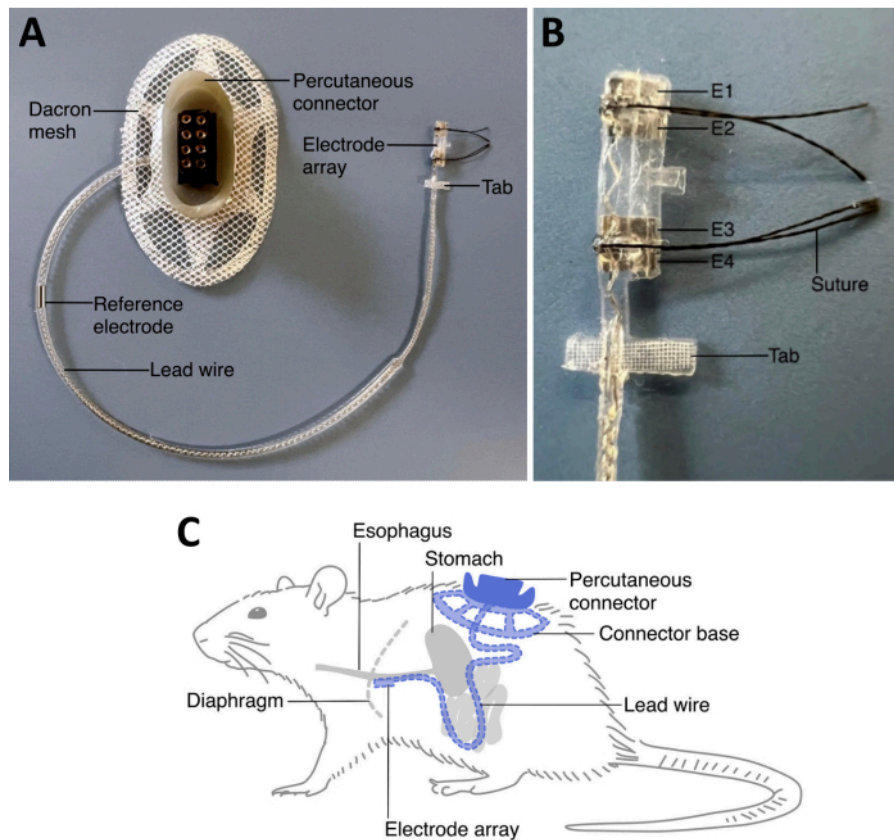 A
Percutaneous
connector
Dacron
mesh
Electrode
array
Tab
Reference
electrode
Lead wire
B
E1
E2
E3
E4
Suture
Tab
C
Esophagus
Stomach
Percutaneous
connector
Connector base
Diaphragm
Lead wire
Electrode array